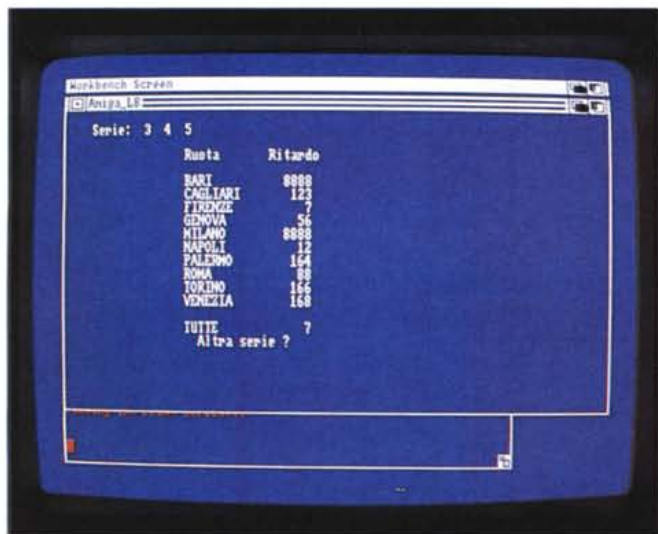 Workbench Screen
Amiga_LB
Serie: 3 4 5
Ruota Ritardo
BARI 8888
CAGLIARI 123
FIRENZE 7
GENOVA 56
MILANO 8888
NAPOLI 12
PALERMO 164
ROMA 88
TORINO 166
VENEZIA 168
TUTTE 7
Altra serie ?